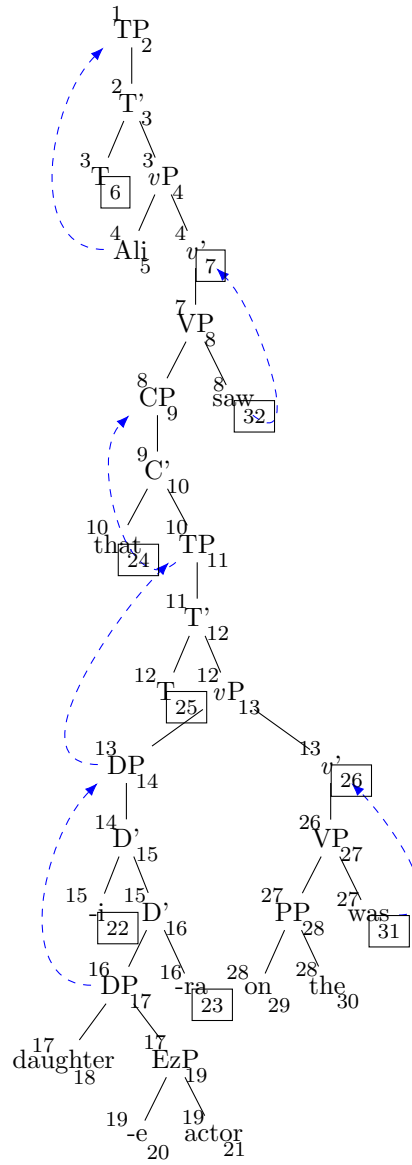 1 TP 2
2 T' 3
3 T 6 3 vP 4
4 Ali 5 4 v' 7
7 VP 8
8 CP 9 8 saw 32
9 C' 10
10 that 24 10 TP 11
11 T' 12
12 T 25 12 vP 13
13 DP 14 13 v' 26
14 D' 15 26 VP 27
15 -i 22 15 D' 16 27 PP 28 27 was 31
16 DP 17 16 -ra 23 28 on 29 28 the 30
17 daughter 18 17 EzP 19
19 -e 20 19 actor 21